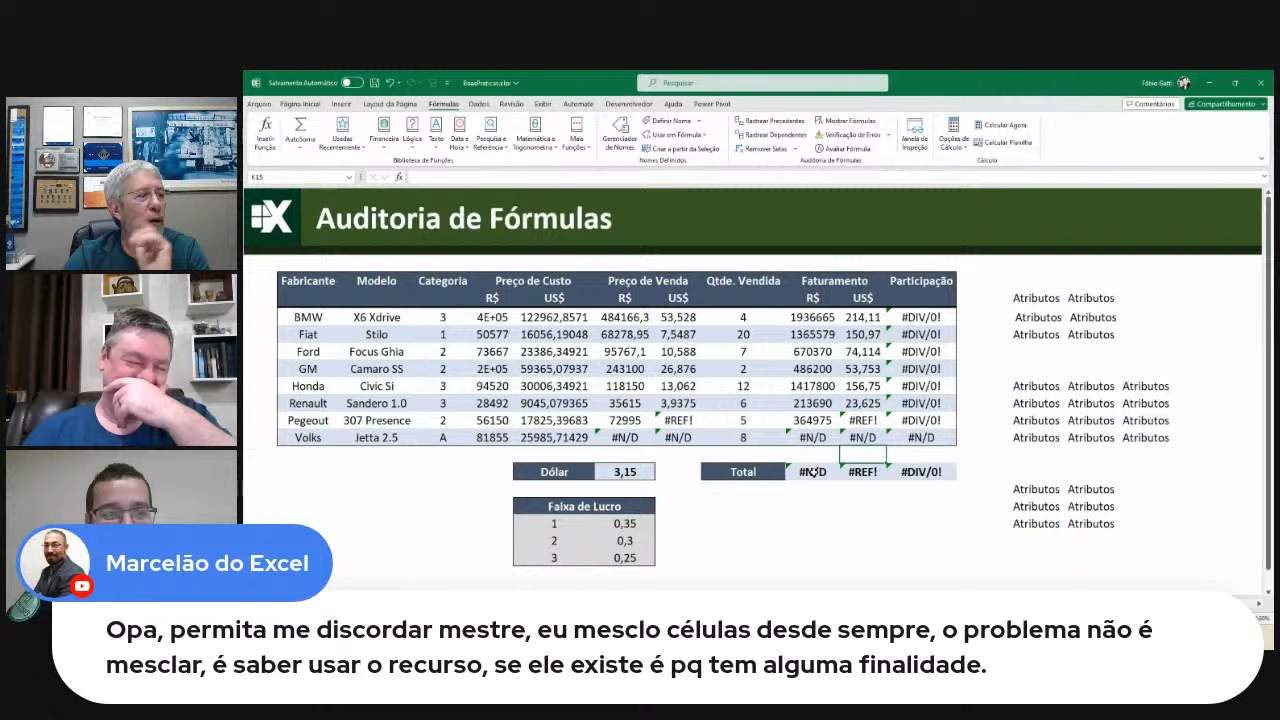 Salvamento Automático
BoasPraticas.xlsx
Pesquisar
Fábio Gatti
Arquivo Página Inicial Inserir Layout da Página Fórmulas Dados Revisão Exibir Automate Desenvolvedor Ajuda Power Pivot
Comentários Compartilhamento
Inserir Função
AutoSoma
Usadas Recentemente
Financeira
Lógica
Texto
Data e Hora
Pesquisa e Referência
Matemática e Trigonometria
Mais Funções
Biblioteca de Funções
Gerenciador de Nomes
Definir Nome
Usar em Fórmula
Criar a partir da Seleção
Nomes Definidos
Rastrear Precedentes
Rastrear Dependentes
Remover Setas
Mostrar Fórmulas
Verificação de Erros
Avaliar Fórmula
Auditoria de Fórmulas
Janela de Inspeção
Opções de Cálculo
Calcular Agora
Calcular Planilha
Cálculo
K15
fx
X Auditoria de Fórmulas
Fabricante Modelo Categoria Preço de Custo Preço de Venda Qtde. Vendida Faturamento Participação
R$ US$ R$ US$ R$ US$ Atributos Atributos
BMW X6 Xdrive 3 4E+05 122962,8571 484166,3 53,528 4 1936665 214,11 #DIV/0! Atributos Atributos
Fiat Stilo 1 50577 16056,19048 68278,95 7,5487 20 1365579 150,97 #DIV/0! Atributos Atributos
Ford Focus Ghia 2 73667 23386,34921 95767,1 10,588 7 670370 74,114 #DIV/0!
GM Camaro SS 2 2E+05 59365,07937 243100 26,876 2 486200 53,753 #DIV/0!
Honda Civic Si 3 94520 30006,34921 118150 13,062 12 1417800 156,75 #DIV/0! Atributos Atributos Atributos
Renault Sandero 1.0 3 28492 9045,079365 35615 3,9375 6 213690 23,625 #DIV/0! Atributos Atributos Atributos
Pegeout 307 Presence 2 56150 17825,39683 72995 #REF! 5 364975 #REF! #DIV/0! Atributos Atributos Atributos
Volks Jetta 2.5 A 81855 25985,71429 #N/D #N/D 8 #N/D #N/D #N/D Atributos Atributos Atributos
Dólar 3,15 Total #N/D #REF! #DIV/0!
Atributos Atributos
Faixa de Lucro Atributos Atributos
1 0,35 Atributos Atributos
2 0,3
3 0,25
Marcelão do Excel
Opa, permita me discordar mestre, eu mesclo células desde sempre, o problema não é
mesclar, é saber usar o recurso, se ele existe é pq tem alguma finalidade.